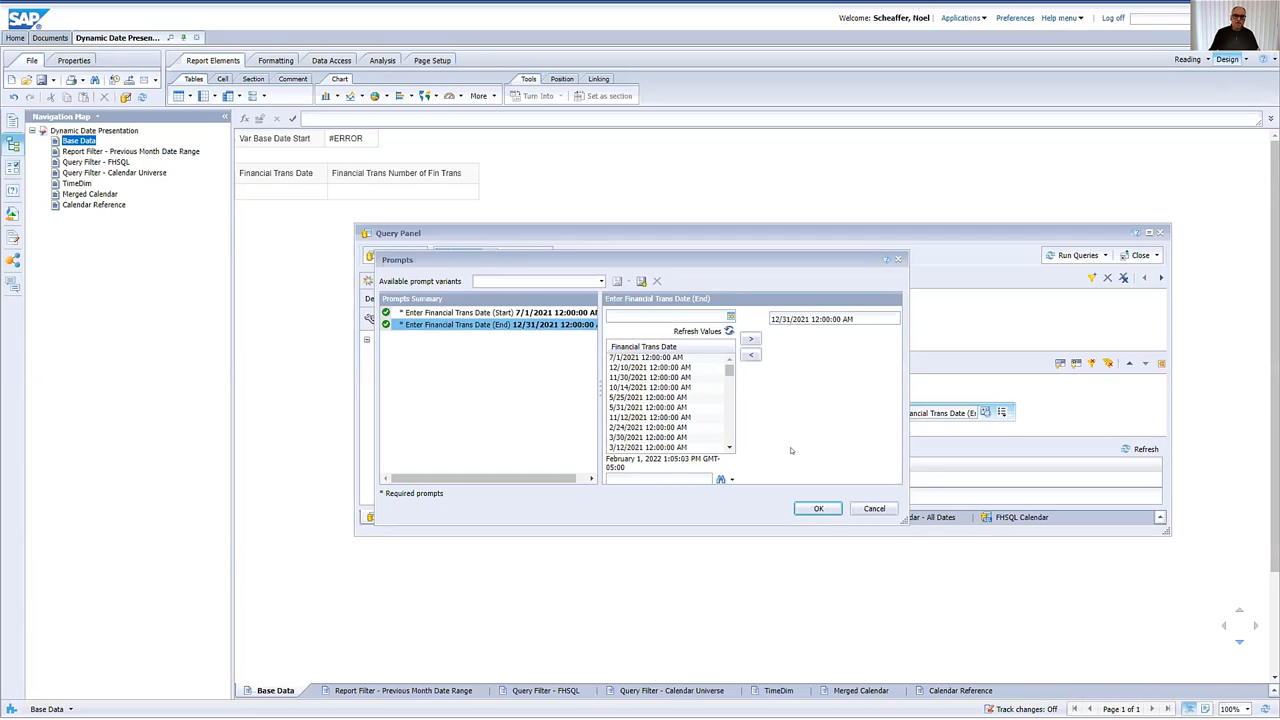 SAP
Welcome: Scheaffer, Noel
Applications
Preferences
Help menu
Log off
Home
Documents
Dynamic Date Presen...
File
Properties
Report Elements
Formatting
Data Access
Analysis
Page Setup
Reading
Design
Tables
Cell
Section
Comment
Chart
Tools
Position
Linking
More
Turn Into
Set as section
Navigation Map
Dynamic Date Presentation
Base Data
Report Filter - Previous Month Date Range
Query Filter - FHSQL
Query Filter - Calendar Universe
TimeDim
Merged Calendar
Calendar Reference
Var Base Date Start
#ERROR
Financial Trans Date
Financial Trans Number of Fin Trans
Query Panel
Run Queries
Close
Prompts
Available prompt variants
Prompts Summary
* Enter Financial Trans Date (Start) 7/1/2021 12:00:00 AM
* Enter Financial Trans Date (End) 12/31/2021 12:00:00
Enter Financial Trans Date (End)
12/31/2021 12:00:00 AM
Refresh Values
>
<
Financial Trans Date
7/1/2021 12:00:00 AM
12/10/2021 12:00:00 AM
11/30/2021 12:00:00 AM
10/14/2021 12:00:00 AM
5/25/2021 12:00:00 AM
5/31/2021 12:00:00 AM
11/12/2021 12:00:00 AM
2/24/2021 12:00:00 AM
3/30/2021 12:00:00 AM
3/12/2021 12:00:00 AM
February 1, 2022 1:05:03 PM GMT-
05:00
* Required prompts
OK
Cancel
De
ancial Trans Date (E
Refresh
endar - All Dates
FHSQL Calendar
Base Data
Report Filter - Previous Month Date Range
Query Filter - FHSQL
Query Filter - Calendar Universe
TimeDim
Merged Calendar
Calendar Reference
Base Data
Track changes: Off
Page 1 of 1
100%